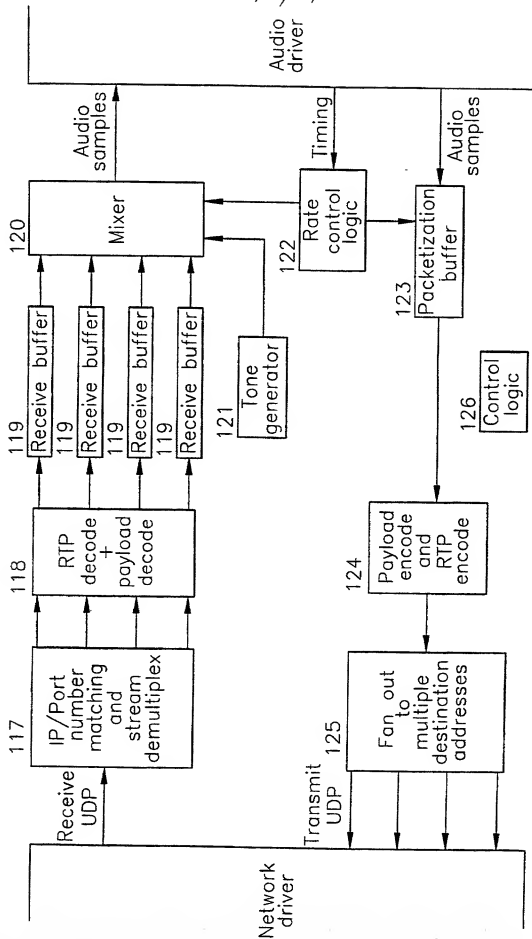 Network
driver
Receive
UDP
117
IP/Port
number
matching
and
stream
demultiplex
118
RTP
decode
+
payload
decode
119
Receive buffer
119
Receive buffer
119
Receive buffer
119
Receive buffer
120
Mixer
Audio
samples
Audio
driver
121
Tone
generator
122
Rate
control
logic
Timing
123
Packetization
buffer
Audio
samples
124
Payload
encode
and
RTP
encode
125
Fan out
to
multiple
destination
addresses
Transmit
UDP
126
Control
logic